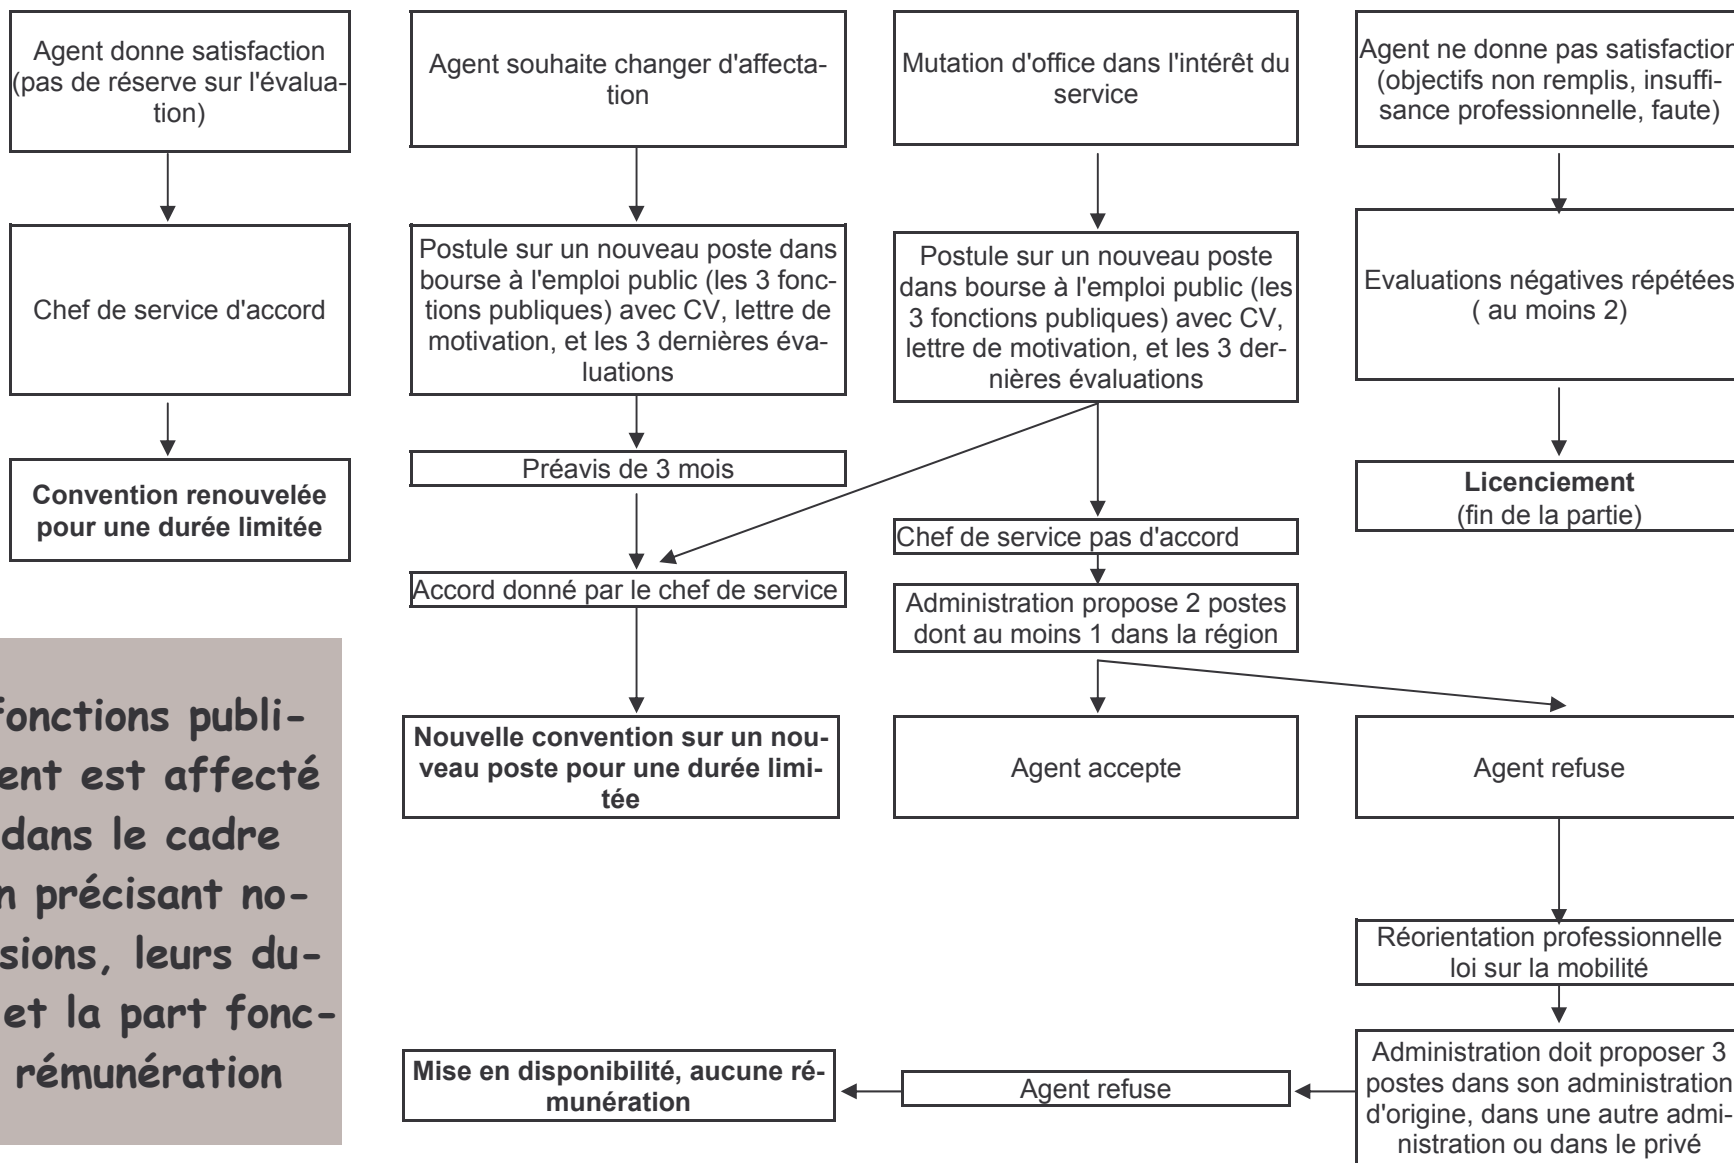 Agent donne satisfaction
(pas de réserve sur l'évalua-
tion)
Chef de service d'accord
Convention renouvelée
pour une durée limitée
Agent souhaite changer d'affecta-
tion
Postule sur un nouveau poste dans
bourse à l'emploi public (les 3 fonc-
tions publiques) avec CV, lettre de
motivation, et les 3 dernières éva-
luations
Préavis de 3 mois
Accord donné par le chef de service
Nouvelle convention sur un nou-
veau poste pour une durée limi-
tée
Mutation d'office dans l'intérêt du
service
Postule sur un nouveau poste
dans bourse à l'emploi public (les
3 fonctions publiques) avec CV,
lettre de motivation, et les 3 der-
nières évaluations
Chef de service pas d'accord
Administration propose 2 postes
dont au moins 1 dans la région
Agent accepte
Agent ne donne pas satisfaction
(objectifs non remplis, insuffi-
sance professionnelle, faute)
Evaluations négatives répétées
( au moins 2)
Licenciement
(fin de la partie)
Agent refuse
Réorientation professionnelle
loi sur la mobilité
Administration doit proposer 3
postes dans son administration
d'origine, dans une autre admi-
nistration ou dans le privé
Agent refuse
Mise en disponibilité, aucune ré-
munération
fonctions publi-
ent est affecté
dans le cadre
n précisant no-
sions, leurs du-
et la part fonc-
rémunération